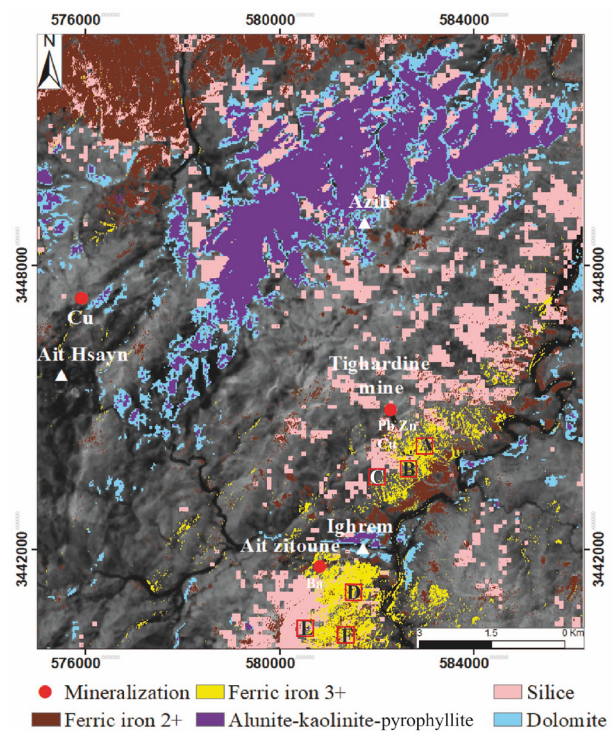 576000 580000 584000
N
Azib
3448000 3448000
Cu
Ait Hsayn
Tighardine
mine
Pb,Zn
Cu
A
B
C
Ighrem
Ait zitoune
3442000 3442000
Ba
D
E F
3 1.5 0 Km
576000 580000 584000
Mineralization Ferric iron 3+ Silice
Ferric iron 2+ Alunite-kaolinite-pyrophyllite Dolomite